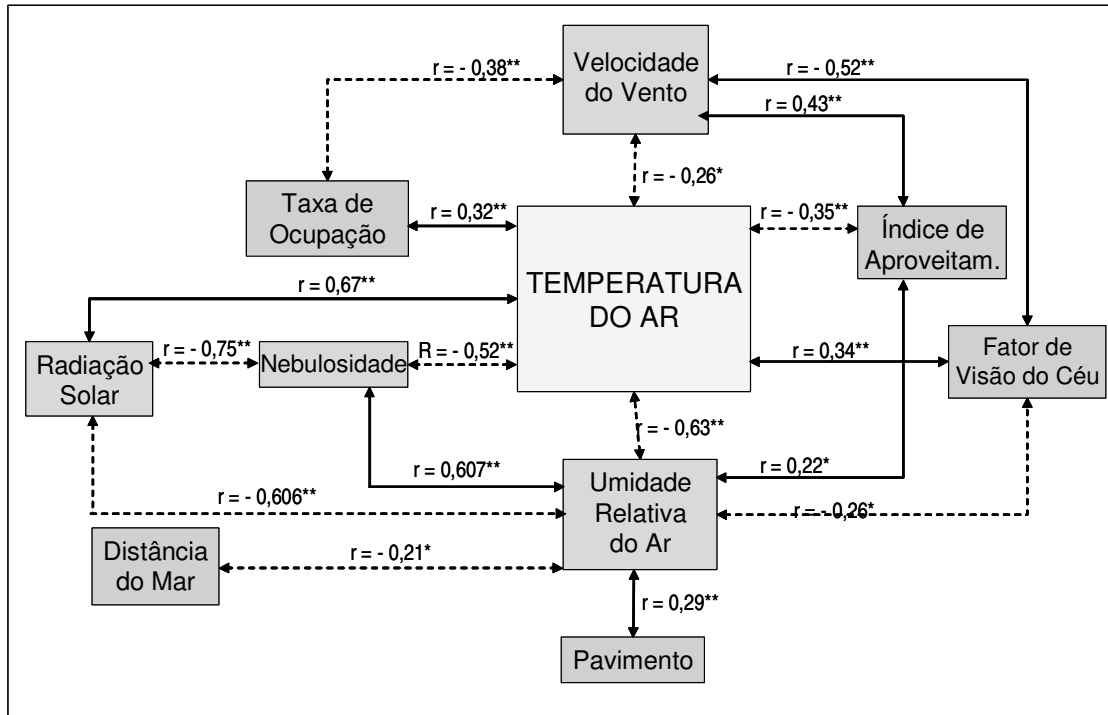 Velocidade
do Vento
r = - 0,38**
r = - 0,52**
r = 0,43**
r = - 0,26*
Taxa de
Ocupação
r = 0,32**
r = - 0,35**
Índice de
Aproveitam.
TEMPERATURA
DO AR
r = 0,67**
Radiação
Solar
r = - 0,75**
Nebulosidade
R = - 0,52**
r = 0,34**
Fator de
Visão do Céu
r = - 0,63**
r = 0,607**
r = 0,22*
r = - 0,606**
Umidade
Relativa
do Ar
r = - 0,26*
Distância
do Mar
r = - 0,21*
r = 0,29**
Pavimento